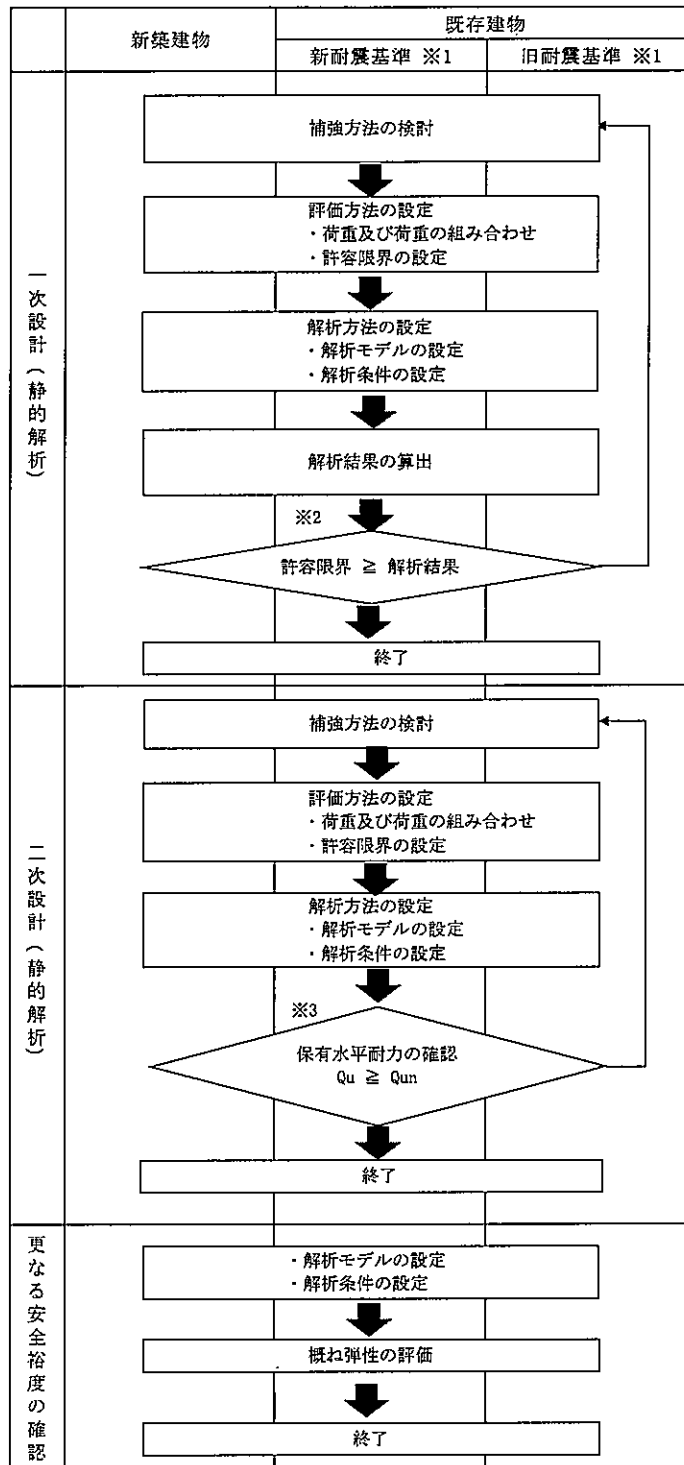 新築建物
既存建物
新耐震基準 ※1
旧耐震基準 ※1
一次設計(静的解析)
補強方法の検討
評価方法の設定
・荷重及び荷重の組み合わせ
・許容限界の設定
解析方法の設定
・解析モデルの設定
・解析条件の設定
解析結果の算出
※2
許容限界 ≧ 解析結果
終了
二次設計(静的解析)
補強方法の検討
評価方法の設定
・荷重及び荷重の組み合わせ
・許容限界の設定
解析方法の設定
・解析モデルの設定
・解析条件の設定
※3
保有水平耐力の確認
Qu ≧ Qun
終了
更なる安全裕度の確認
・解析モデルの設定
・解析条件の設定
概ね弾性の評価
終了